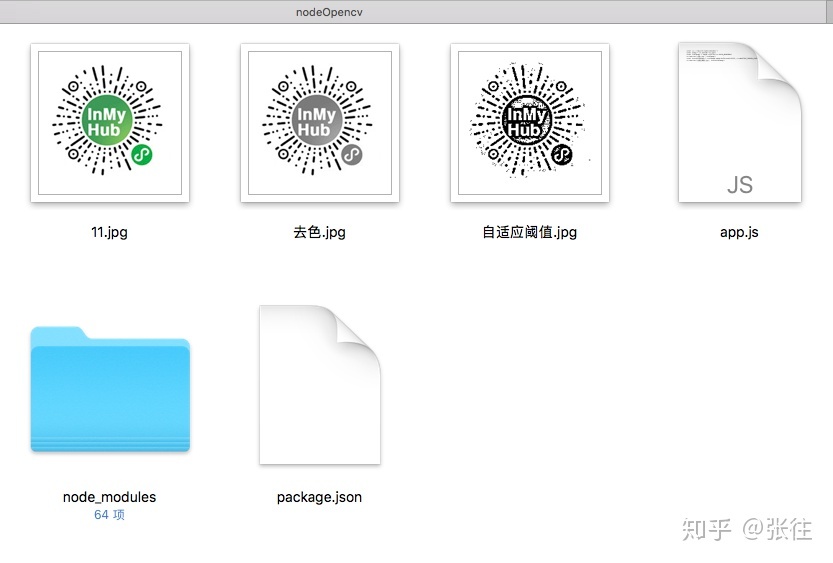 nodeOpencv
InMy
Hub
InMy
Hub
InMy
Hub
JS
11.jpg
去色.jpg
自适应阈值.jpg
app.js
node_modules
64 项
package.json
知乎 @张往